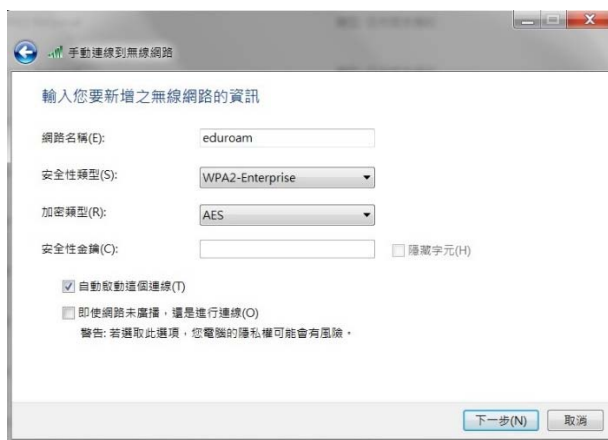 手動連線到無線網路
輸入您要新增之無線網路的資訊
網路名稱(E): eduroam
安全性類型(S): WPA2-Enterprise
加密類型(R): AES
安全性金鑰(C): 隱藏字元(H)
自動啟動這個連線(T)
即使網路未廣播，還是進行連線(O)
警告: 若選取此選項，您電腦的隱私權可能會有風險。
下一步(N) 取消